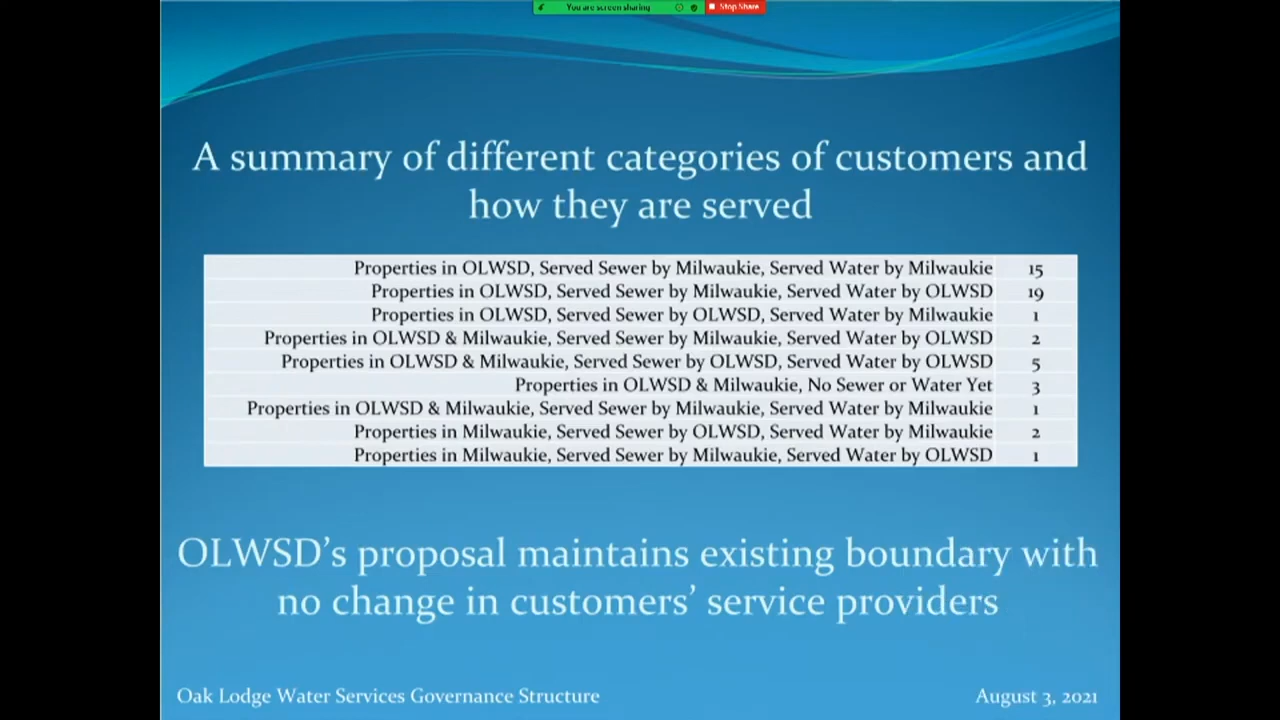 You are screen sharing
Stop Share
A summary of different categories of customers and
how they are served
Properties in OLWSD, Served Sewer by Milwaukie, Served Water by Milwaukie 15
Properties in OLWSD, Served Sewer by Milwaukie, Served Water by OLWSD 19
Properties in OLWSD, Served Sewer by OLWSD, Served Water by Milwaukie 1
Properties in OLWSD & Milwaukie, Served Sewer by Milwaukie, Served Water by OLWSD 2
Properties in OLWSD & Milwaukie, Served Sewer by OLWSD, Served Water by OLWSD 5
Properties in OLWSD & Milwaukie, No Sewer or Water Yet 3
Properties in OLWSD & Milwaukie, Served Sewer by Milwaukie, Served Water by Milwaukie 1
Properties in Milwaukie, Served Sewer by OLWSD, Served Water by Milwaukie 2
Properties in Milwaukie, Served Sewer by Milwaukie, Served Water by OLWSD 1
OLWSD’s proposal maintains existing boundary with
no change in customers’ service providers
Oak Lodge Water Services Governance Structure
August 3, 2021